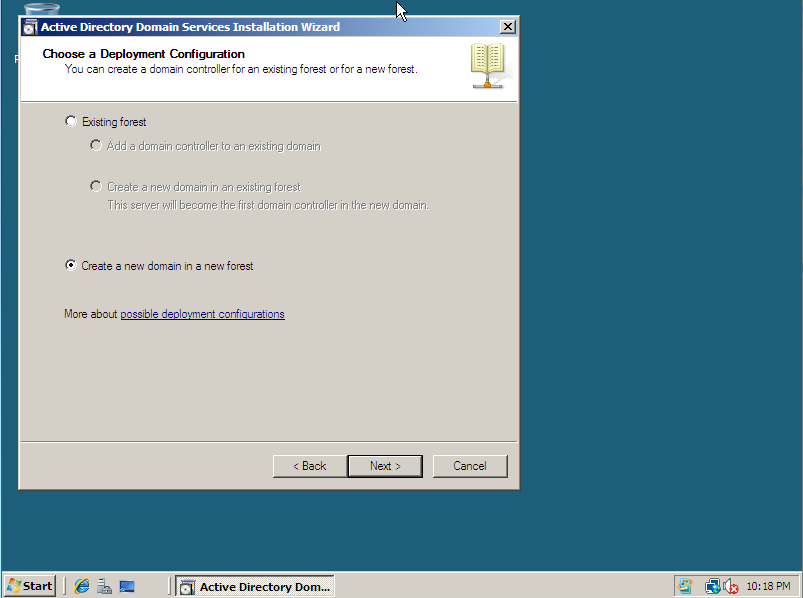 Active Directory Domain Services Installation Wizard
Choose a Deployment Configuration
You can create a domain controller for an existing forest or for a new forest.
Existing forest
Add a domain controller to an existing domain
Create a new domain in an existing forest
This server will become the first domain controller in the new domain.
Create a new domain in a new forest
More about possible deployment configurations
< Back
Next >
Cancel
Start
Active Directory Dom...
10:18 PM